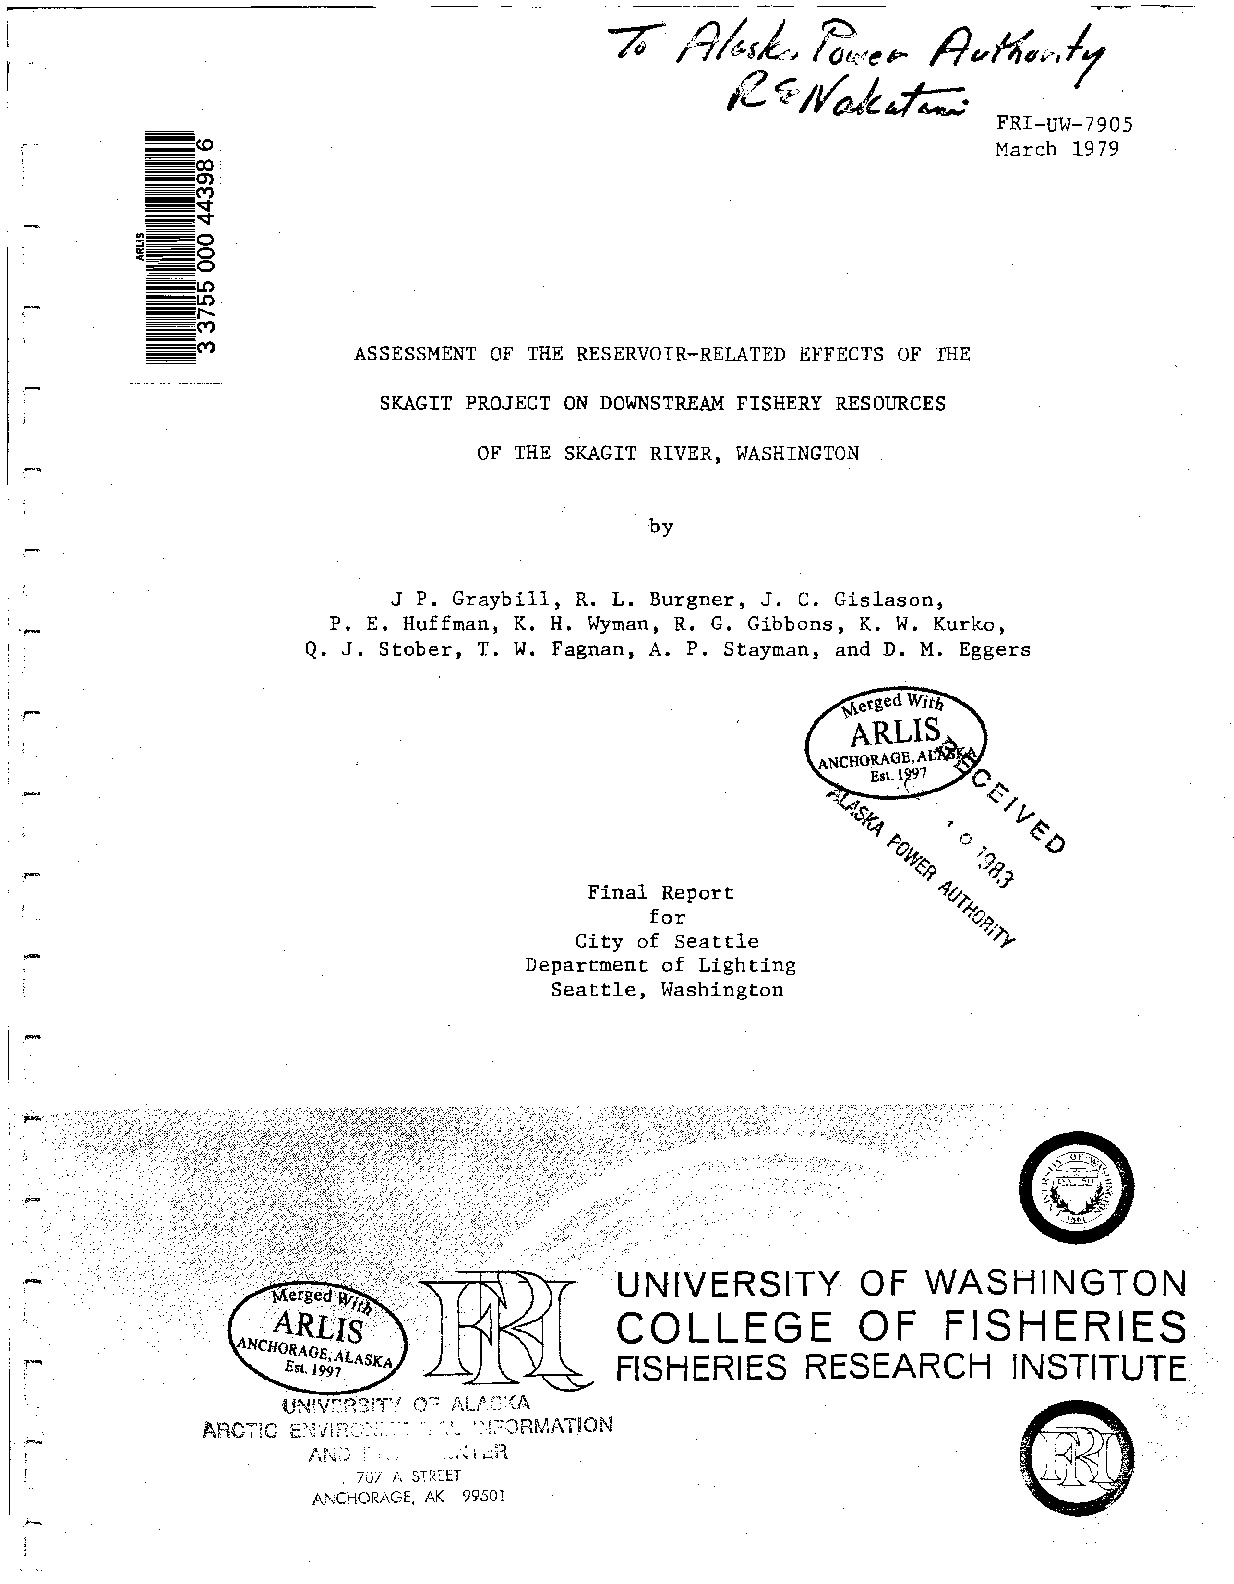 To Alaska Power Authority
R E Nakatani
FRI-UW-7905
March 1979
ARLIS
3 3755 000 44398 6
ASSESSMENT OF THE RESERVOIR-RELATED EFFECTS OF THE
SKAGIT PROJECT ON DOWNSTREAM FISHERY RESOURCES
OF THE SKAGIT RIVER, WASHINGTON
by
J P. Graybill, R. L. Burgner, J. C. Gislason,
P. E. Huffman, K. H. Wyman, R. G. Gibbons, K. W. Kurko,
Q. J. Stober, T. W. Fagnan, A. P. Stayman, and D. M. Eggers
Merged With
ARLIS
ANCHORAGE, ALASKA
Est. 1997
RECEIVED
1983
ALASKA POWER AUTHORITY
Final Report
for
City of Seattle
Department of Lighting
Seattle, Washington
UNIVERSITY OF WASHINGTON
COLLEGE OF FISHERIES
FISHERIES RESEARCH INSTITUTE
FRI
Merged With
ARLIS
ANCHORAGE, ALASKA
Est. 1997
UNIVERSITY OF ALASKA
ARCTIC INFORMATION
AND
707 A STREET
ANCHORAGE, AK 99501
FRI